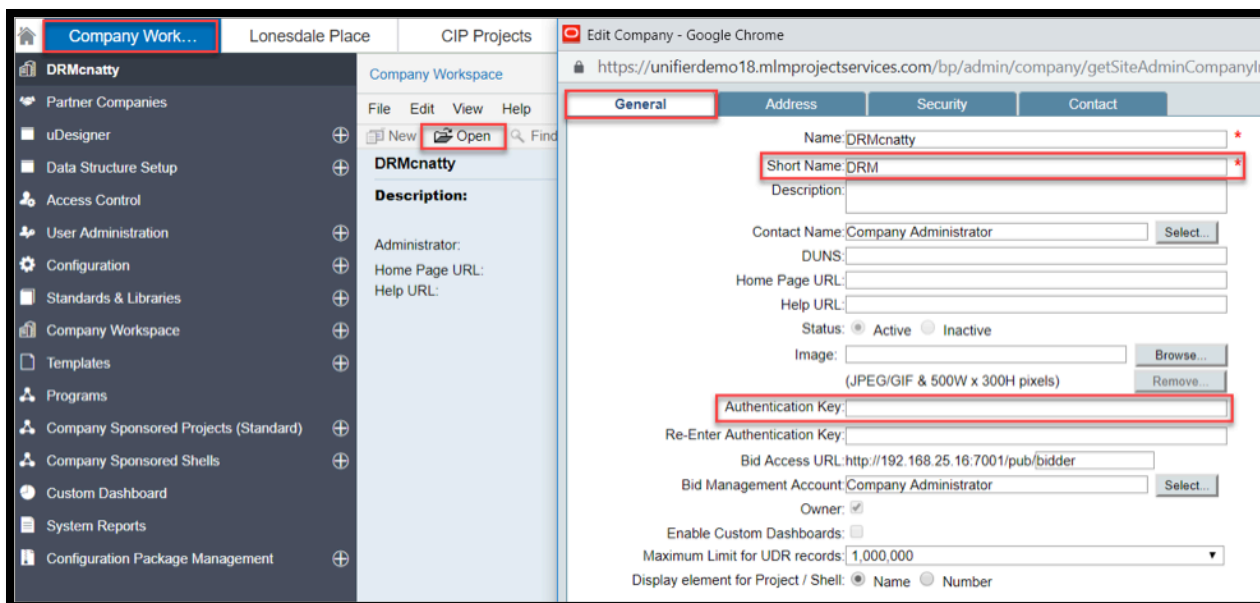 Company Work...
Lonesdale Place
CIP Projects
DRMcnatty
Partner Companies
uDesigner
Data Structure Setup
Access Control
User Administration
Configuration
Standards & Libraries
Company Workspace
Templates
Programs
Company Sponsored Projects (Standard)
Company Sponsored Shells
Custom Dashboard
System Reports
Configuration Package Management
Company Workspace
File Edit View Help
New Open Find
DRMcnatty
Description:
Administrator:
Home Page URL:
Help URL:
Edit Company - Google Chrome
https://unifierdemo18.mlmprojectservices.com/bp/admin/company/getSiteAdminCompanyI
General Address Security Contact
Name: DRMcnatty *
Short Name: DRM *
Description:
Contact Name: Company Administrator Select...
DUNS:
Home Page URL:
Help URL:
Status: Active Inactive
Image: Browse...
(JPEG/GIF & 500W x 300H pixels) Remove...
Authentication Key:
Re-Enter Authentication Key:
Bid Access URL: http://192.168.25.16:7001/pub/bidder
Bid Management Account: Company Administrator Select...
Owner:
Enable Custom Dashboards:
Maximum Limit for UDR records: 1,000,000
Display element for Project / Shell: Name Number